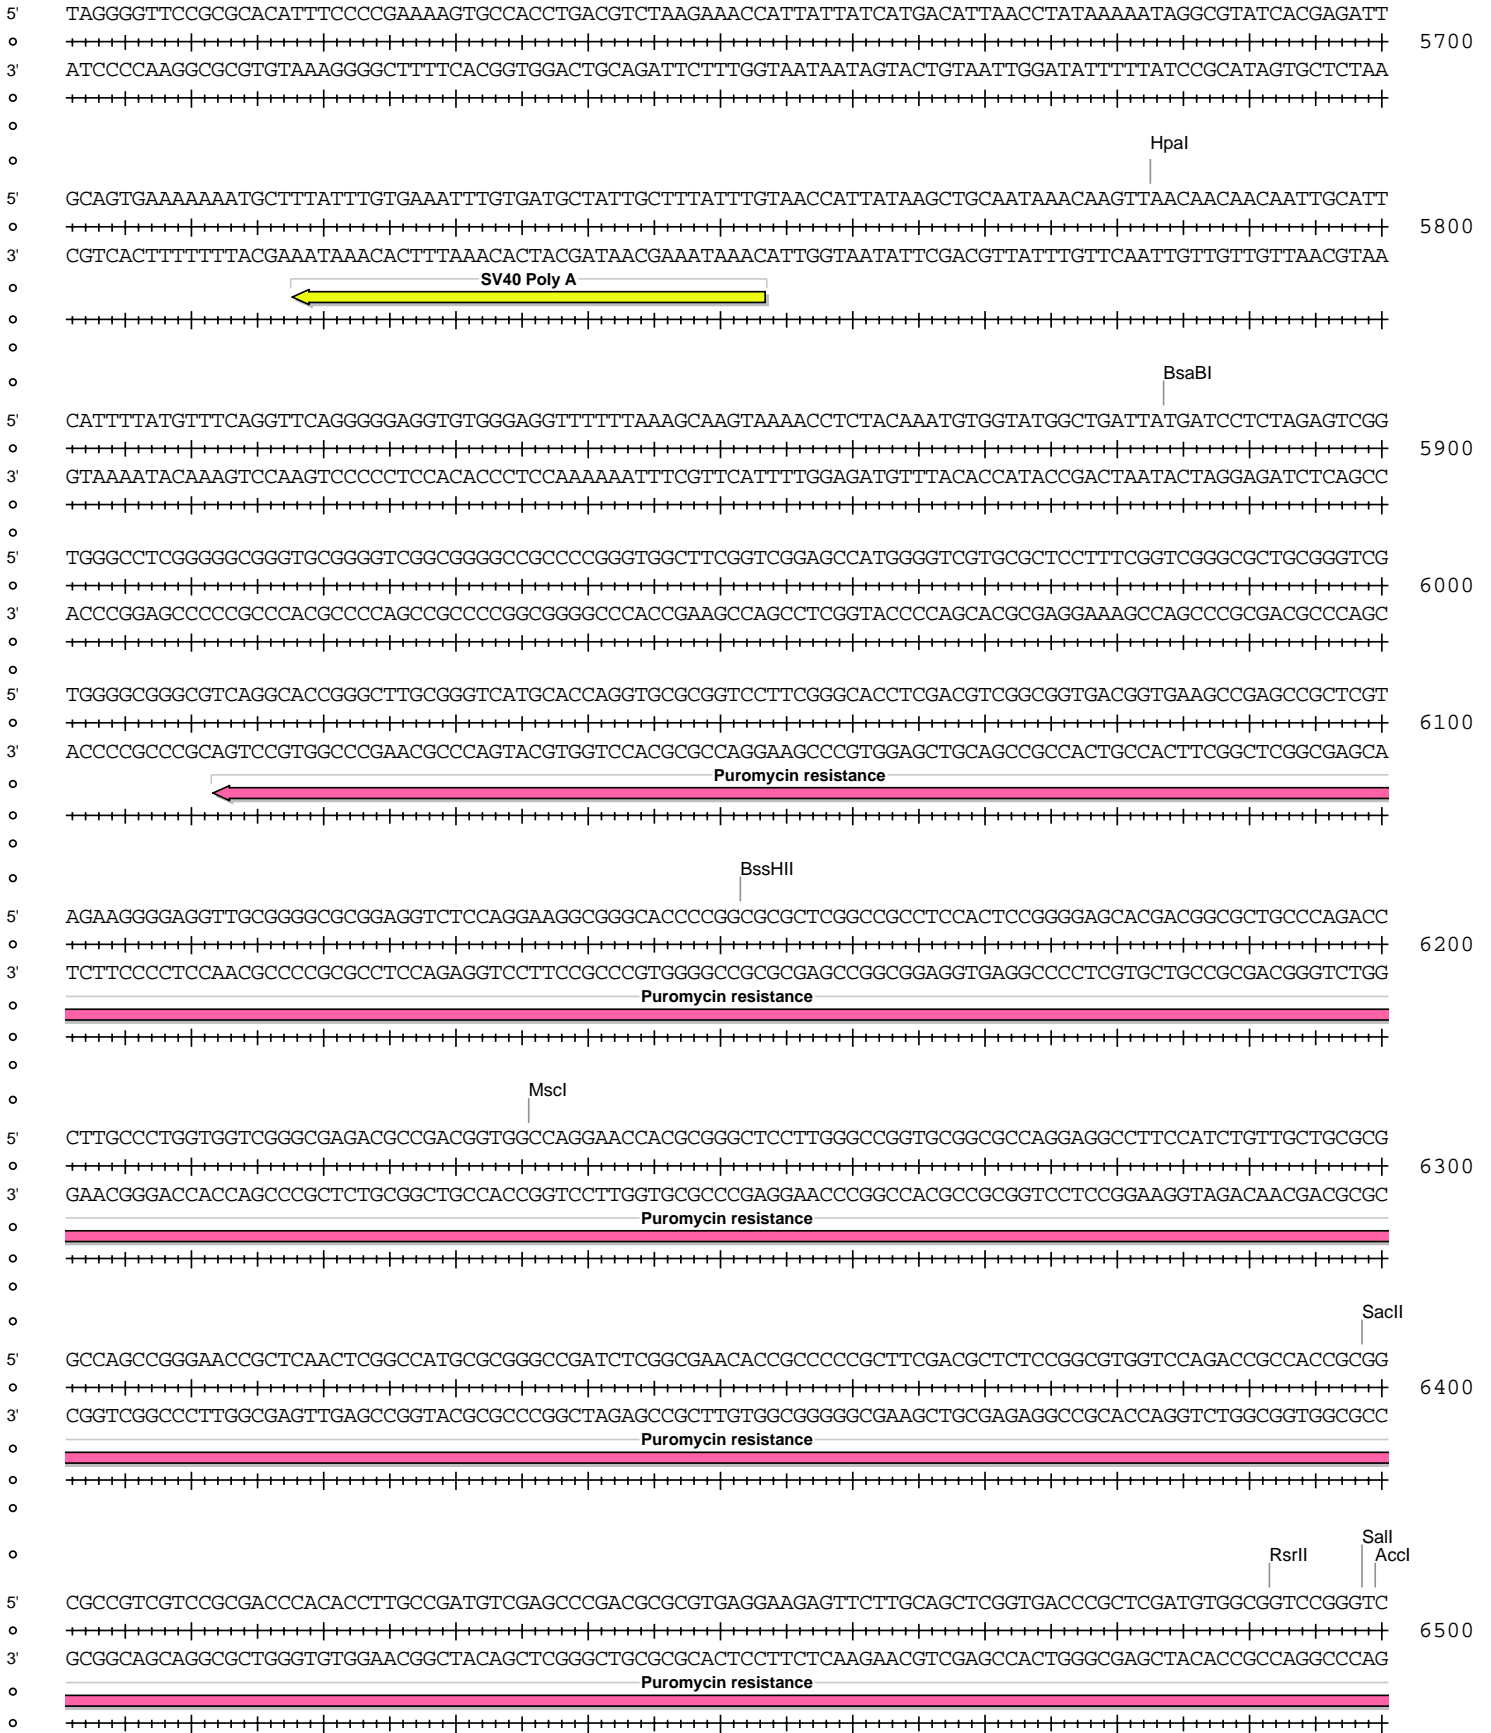 5' TAGGGGTTCCGCGCACATTTCCCCGAAAAGTGCCACCTGACGTCTAAGAAACCATTATTATCATGACATTAACCTATAAAAATAGGCGTATCACGAGATT
5700
3' ATCCCCAAGGCGCGTGTAAAGGGGCTTTTCACGGTGGACTGCAGATTCTTTGGTAATAATAGTACTGTAATTGGATATTTTTATCCGCATAGTGCTCTAA
HpaI
5' GCAGTGAAAAAAATGCTTTATTTGTGAAATTTGTGATGCTATTGCTTTATTTGTAACCATTATAAGCTGCAATAAACAAGTTAACAACAACAATTGCATT
5800
3' CGTCACTTTTTTTACGAAATAAACACTTTAAACACTACGATAACGAAATAAACATTGGTAATATTCGACGTTATTTGTTCAATTGTTGTTGTTAACGTAA
SV40 Poly A
BsaBI
5' CATTTTATGTTTCAGGTTCAGGGGGAGGTGTGGGAGGTTTTTTAAAGCAAGTAAAACCTCTACAAATGTGGTATGGCTGATTATGATCCTCTAGAGTCGG
5900
3' GTAAAATACAAAGTCCAAGTCCCCCTCCACACCCTCCAAAAAATTTCGTTCATTTTGGAGATGTTTACACCATACCGACTAATACTAGGAGATCTCAGCC
5' TGGGCCTCGGGGGCGGGTGCGGGGTCGGCGGGGCCGCCCCGGGTGGCTTCGGTCGGAGCCATGGGGTCGTGCGCTCCTTTCGGTCGGGCGCTGCGGGTCG
6000
3' ACCCGGAGCCCCCGCCCACGCCCCAGCCGCCCCGGCGGGGCCCACCGAAGCCAGCCTCGGTACCCCAGCACGCGAGGAAAGCCAGCCCGCGACGCCCAGC
5' TGGGGCGGGCGTCAGGCACCGGGCTTGCGGGTCATGCACCAGGTGCGCGGTCCTTCGGGCACCTCGACGTCGGCGGTGACGGTGAAGCCGAGCCGCTCGT
6100
3' ACCCCGCCCGCAGTCCGTGGCCCGAACGCCCAGTACGTGGTCCACGCGCCAGGAAGCCCGTGGAGCTGCAGCCGCCACTGCCACTTCGGCTCGGCGAGCA
Puromycin resistance
BssHII
5' AGAAGGGGAGGTTGCGGGGCGCGGAGGTCTCCAGGAAGGCGGGCACCCCGGCGCGCTCGGCCGCCTCCACTCCGGGGAGCACGACGGCGCTGCCCAGACC
6200
3' TCTTCCCCTCCAACGCCCCGCGCCTCCAGAGGTCCTTCCGCCCGTGGGGCCGCGCGAGCCGGCGGAGGTGAGGCCCCTCGTGCTGCCGCGACGGGTCTGG
Puromycin resistance
MscI
5' CTTGCCCTGGTGGTCGGGCGAGACGCCGACGGTGGCCAGGAACCACGCGGGCTCCTTGGGCCGGTGCGGCGCCAGGAGGCCTTCCATCTGTTGCTGCGCG
6300
3' GAACGGGACCACCAGCCCGCTCTGCGGCTGCCACCGGTCCTTGGTGCGCCCGAGGAACCCGGCCACGCCGCGGTCCTCCGGAAGGTAGACAACGACGCGC
Puromycin resistance
SacII
5' GCCAGCCGGGAACCGCTCAACTCGGCCATGCGCGGGCCGATCTCGGCGAACACCGCCCCCGCTTCGACGCTCTCCGGCGTGGTCCAGACCGCCACCGCGG
6400
3' CGGTCGGCCCTTGGCGAGTTGAGCCGGTACGCGCCCGGCTAGAGCCGCTTGTGGCGGGGGCGAAGCTGCGAGAGGCCGCACCAGGTCTGGCGGTGGCGCC
Puromycin resistance
SalI
RsrII AccI
5' CGCCGTCGTCCGCGACCCACACCTTGCCGATGTCGAGCCCGACGCGCGTGAGGAAGAGTTCTTGCAGCTCGGTGACCCGCTCGATGTGGCGGTCCGGGTC
6500
3' GCGGCAGCAGGCGCTGGGTGTGGAACGGCTACAGCTCGGGCTGCGCGCACTCCTTCTCAAGAACGTCGAGCCACTGGGCGAGCTACACCGCCAGGCCCAG
Puromycin resistance